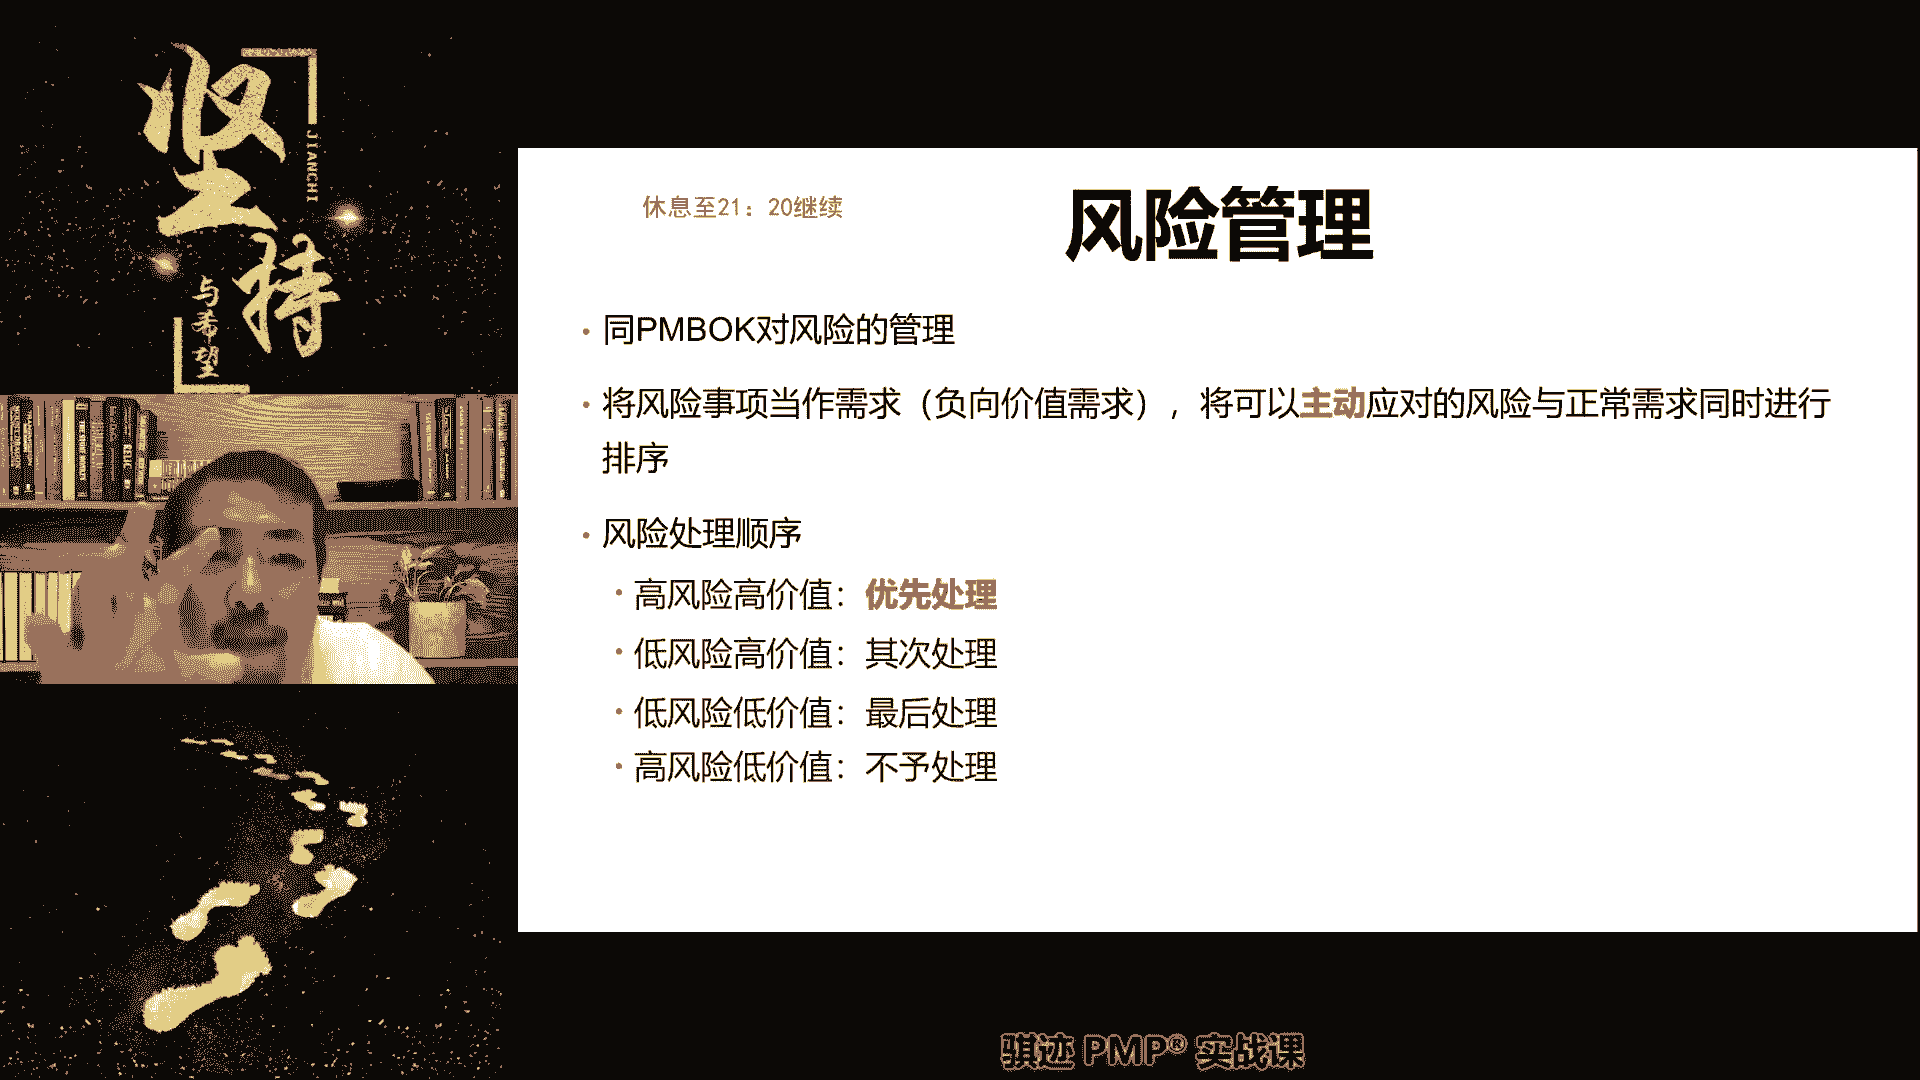 坚持
JIANCHI
与希望
休息至21：20继续
风险管理
• 同PMBOK对风险的管理
• 将风险事项当作需求（负向价值需求），将可以主动应对的风险与正常需求同时进行
排序
• 风险处理顺序
• 高风险高价值：优先处理
• 低风险高价值：其次处理
• 低风险低价值：最后处理
• 高风险低价值：不予处理
骐迹 PMP® 实战课